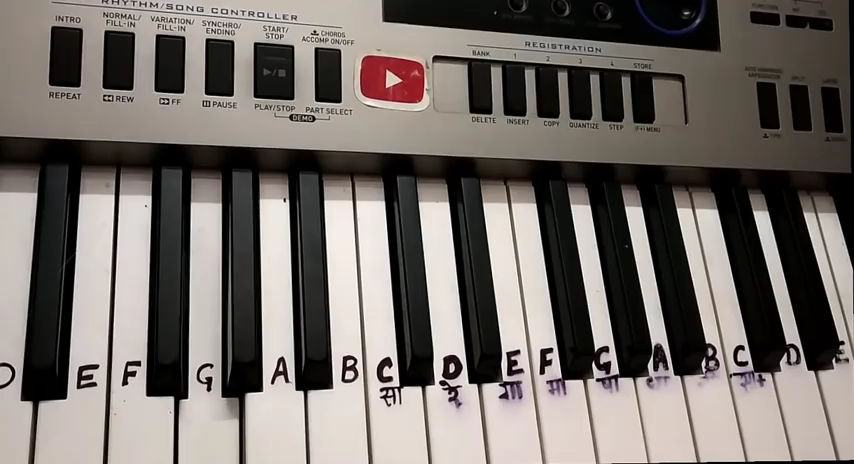 RHYTHM/SONG CONTROLLER
INTRO
NORMAL/ FILL-IN
VARIATION/ FILL-IN
SYNCHRO/ ENDING
START/ STOP
CHORDS ACCOMP ON/OFF
REPEAT
REW
FF
PAUSE
PLAY/STOP
PART SELECT
DEMO
REGISTRATION
BANK 1 2 3 4 STORE
DELETE INSERT COPY QUANTIZE STEP
MENU
E F G A B C D E F G A B C D E
सा रे गा मा पा